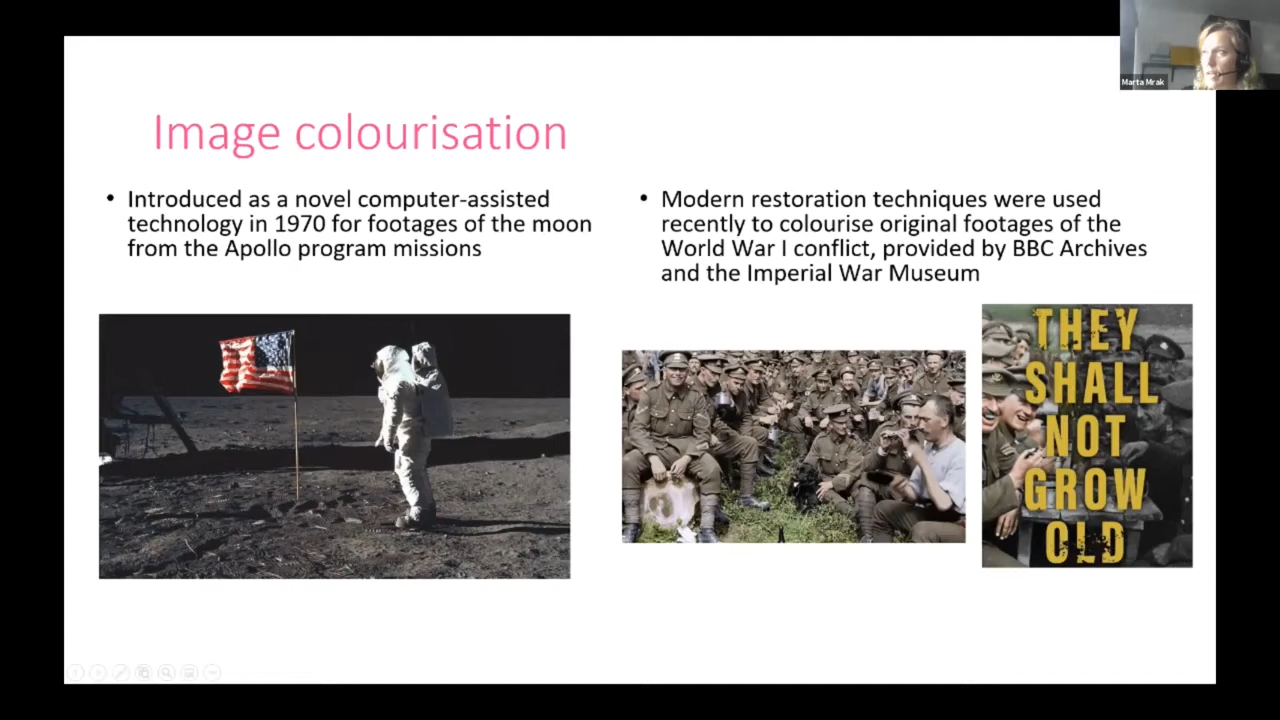 Marta Mrak
Image colourisation
• Introduced as a novel computer-assisted
technology in 1970 for footages of the moon
from the Apollo program missions
• Modern restoration techniques were used
recently to colourise original footages of the
World War I conflict, provided by BBC Archives
and the Imperial War Museum
THEY
SHALL
NOT
GROW
OLD